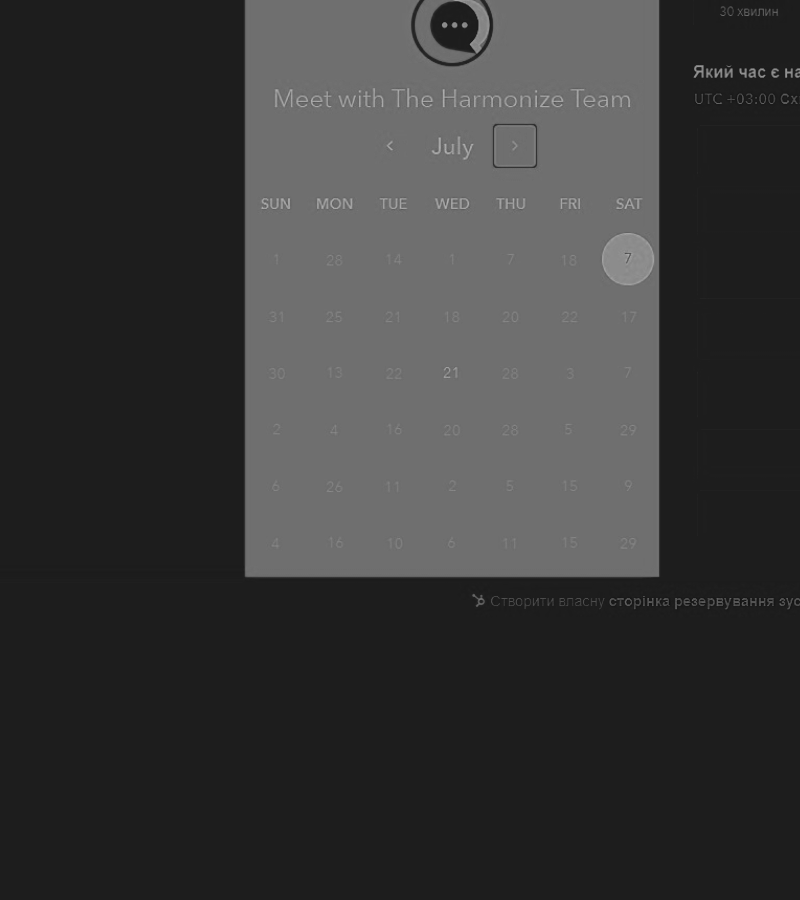 30 хвилин
Який час є на
UTC +03:00 Сх
Meet with The Harmonize Team
July
SUN MON TUE WED THU FRI SAT
1 28 14 1 7 18 7
31 25 21 18 20 22 17
30 13 22 21 28 3 7
2 4 16 20 28 5 29
6 26 11 2 5 15 9
4 16 10 6 11 15 29
Створити власну сторінка резервування зус